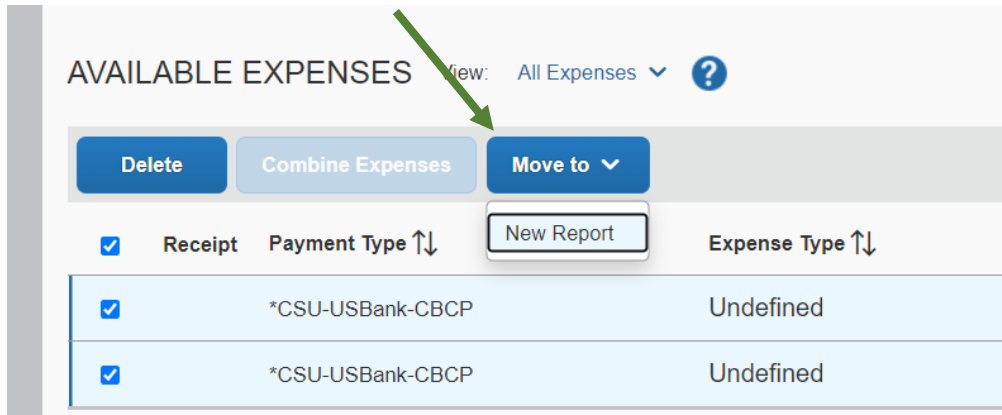 AVAILABLE EXPENSES View: All Expenses ?
Delete Combine Expenses Move to
New Report
Receipt Payment Type Expense Type
*CSU-USBank-CBCP Undefined
*CSU-USBank-CBCP Undefined